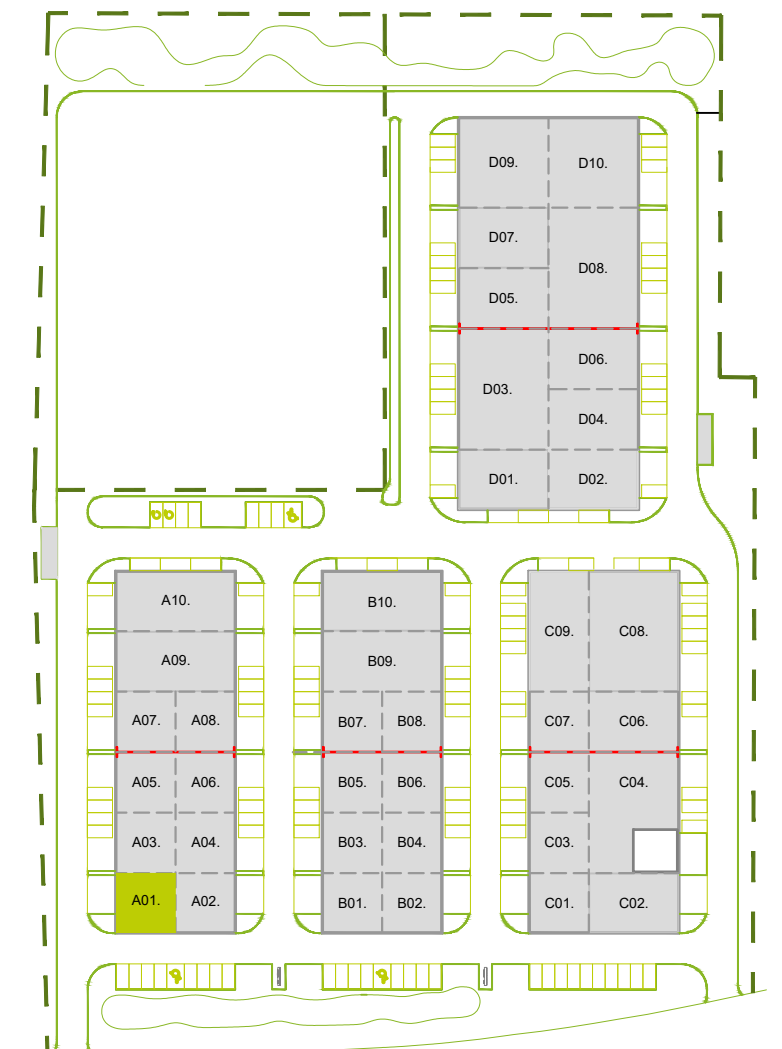 D09. D10.
D07.
D08.
D05.
D06.
D03.
D04.
D01. D02.
A10. B10.
C09. C08.
A09. B09.
A07. A08. B07. B08. C07. C06.
A05. A06. B05. B06. C05. C04.
A03. A04. B03. B04. C03.
A01. A02. B01. B02. C01. C02.